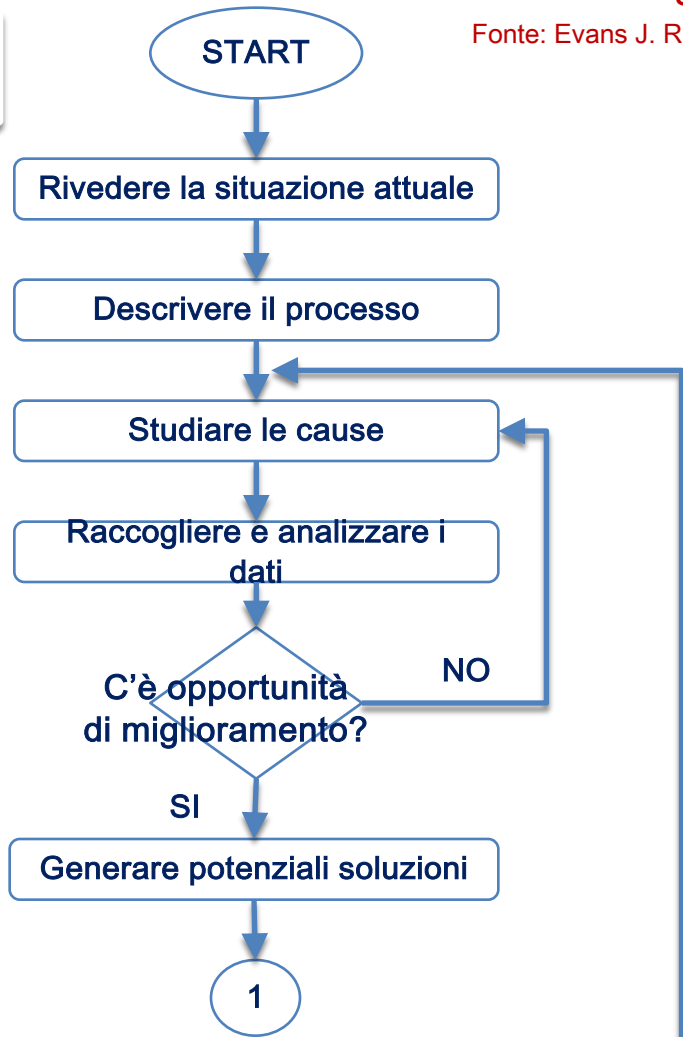 START
Fonte: Evans J. R
Rivedere la situazione attuale
Descrivere il processo
Studiare le cause
Raccogliere e analizzare i
dati
C'è opportunità
di miglioramento?
NO
SI
Generare potenziali soluzioni
1